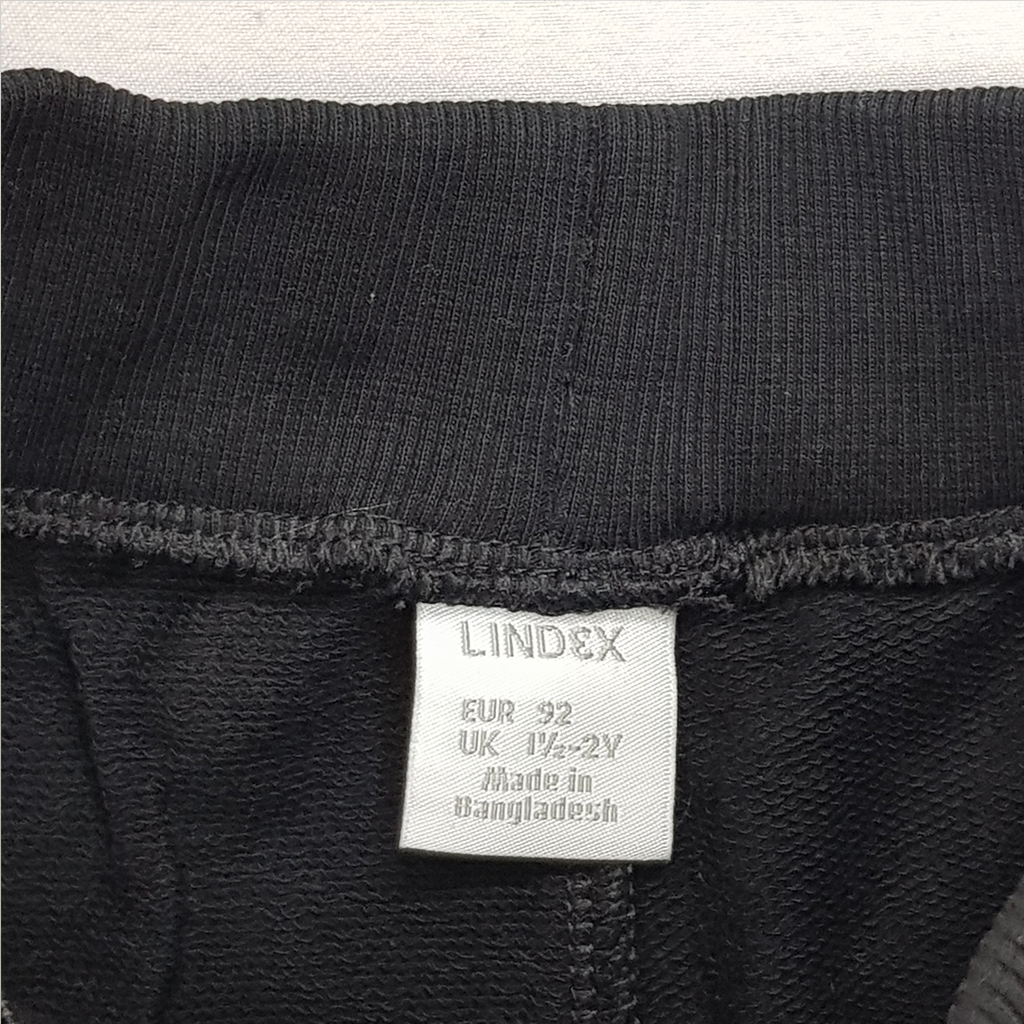 LINDEX
EUR 92
UK 1½-2Y
Made in
Bangladesh